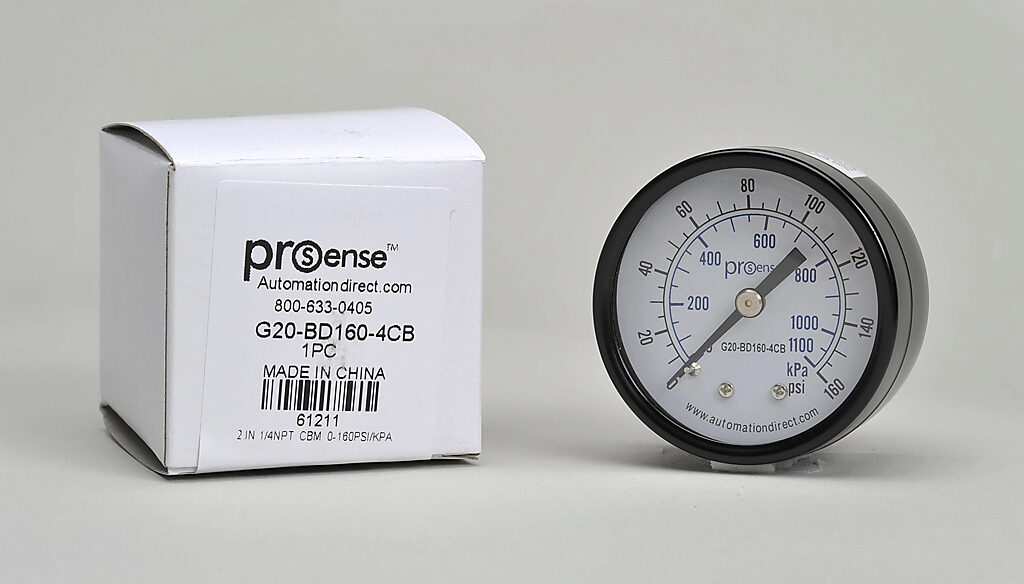 prosense™
Automationdirect.com
800-633-0405
G20-BD160-4CB
1PC
MADE IN CHINA
61211
2.IN 1/4NPT CBM 0-160PSI/KPA
80
60
100
600
40
400
prosens
800
120
20
200
1000
140
G20-BD160-4CB
1100
0
kPa
psi
160
www.automationdirect.com